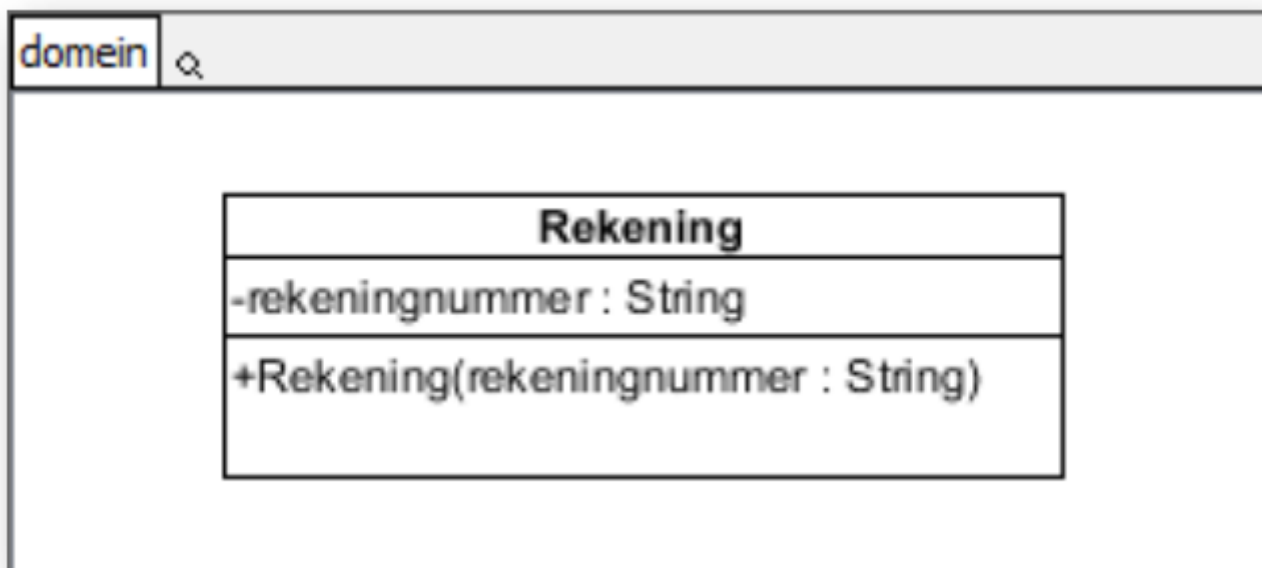 domein
Rekening
-rekeningnummer : String
+Rekening(rekeningnummer : String)